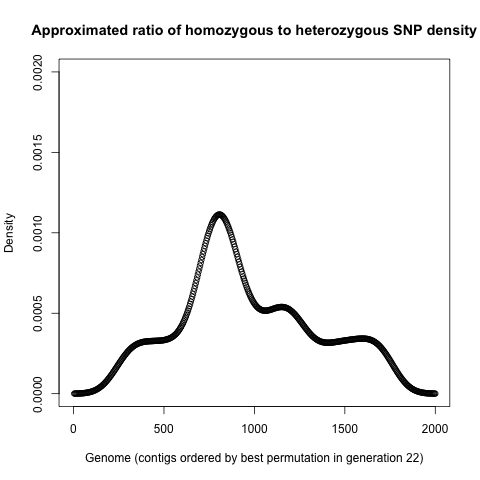 Approximated ratio of homozygous to heterozygous SNP density
0.0020
0.0015
0.0010
0.0005
0.0000
Density
0 500 1000 1500 2000
Genome (contigs ordered by best permutation in generation 22)